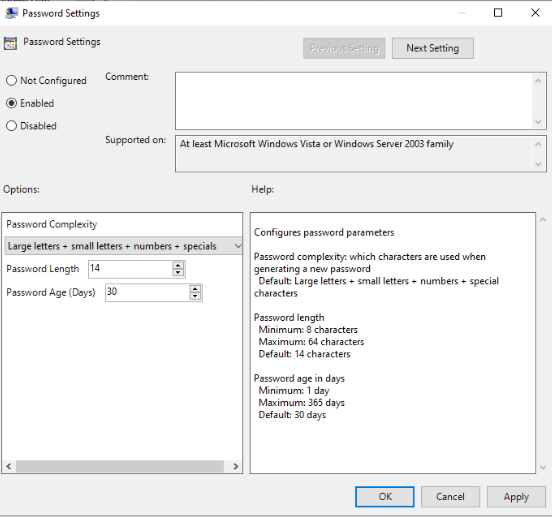 Password Settings
Password Settings
Previous Setting
Next Setting
Not Configured
Comment:
Enabled
Disabled
Supported on:
At least Microsoft Windows Vista or Windows Server 2003 family
Options:
Help:
Password Complexity
Large letters + small letters + numbers + specials
Password Length 14
Password Age (Days) 30
Configures password parameters
Password complexity: which characters are used when
generating a new password
Default: Large letters + small letters + numbers + special
characters
Password length
Minimum: 8 characters
Maximum: 64 characters
Default: 14 characters
Password age in days
Minimum: 1 day
Maximum: 365 days
Default: 30 days
OK
Cancel
Apply